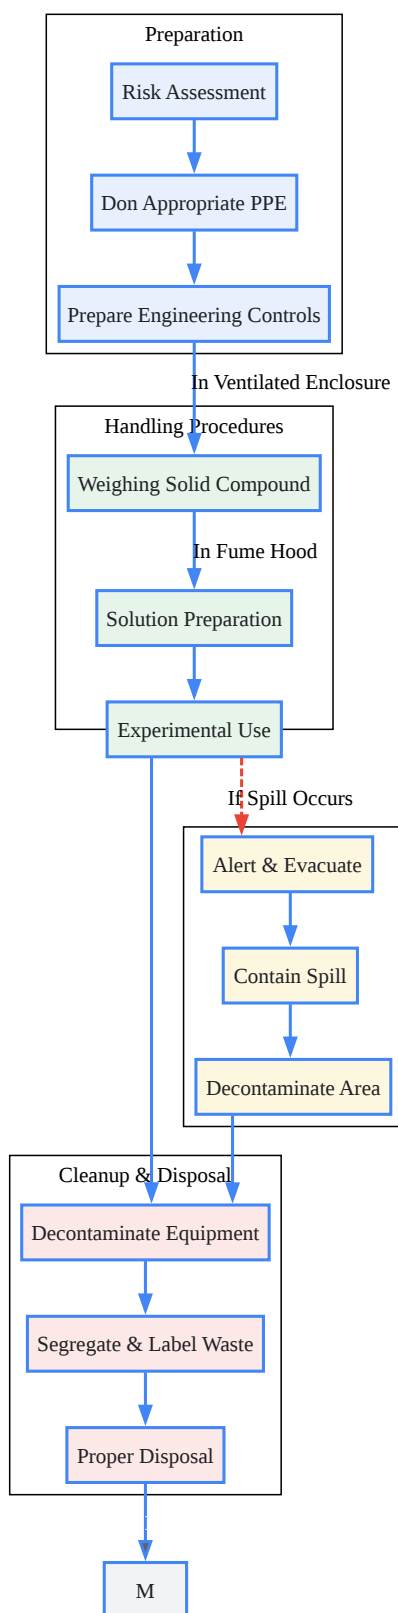 Preparation
Risk Assessment
Don Appropriate PPE
Prepare Engineering Controls
In Ventilated Enclosure
Handling Procedures
Weighing Solid Compound
In Fume Hood
Solution Preparation
Experimental Use
If Spill Occurs
Alert & Evacuate
Contain Spill
Decontaminate Area
Cleanup & Disposal
Decontaminate Equipment
Segregate & Label Waste
Proper Disposal
M